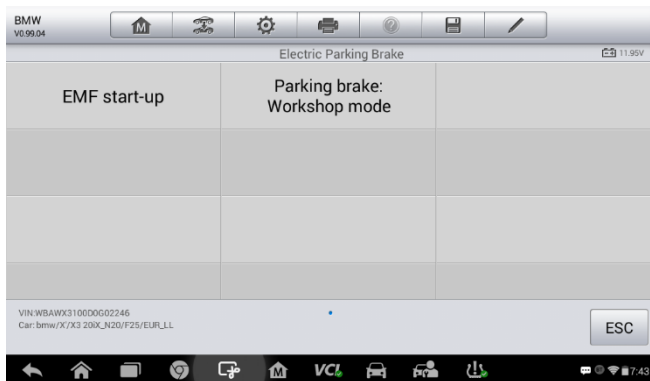 BMW
V0.99.04
M
Electric Parking Brake
11.95V
EMF start-up
Parking brake:
Workshop mode
VIN:WBAWX3100D0G02246
Car: bmw/X'/X3 20iX_N20/F25/EUR_LL
ESC
M
VCI
7:43